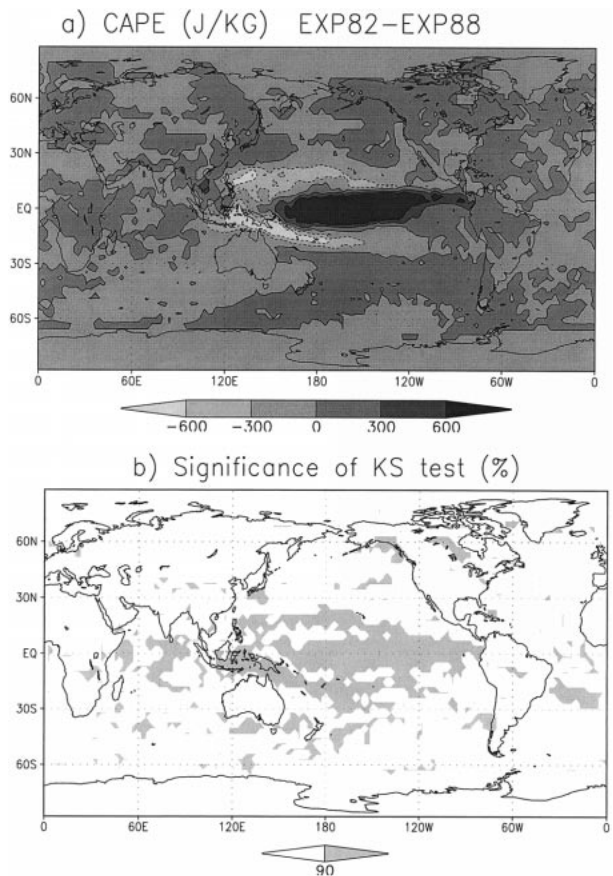 a) CAPE (J/KG) EXP82−EXP88
60N
30N
EQ
30S
60S
0 60E 120E 180 120W 60W 0
−600 −300 0 300 600
b) Significance of KS test (%)
60N
30N
EQ
30S
60S
0 60E 120E 180 120W 60W 0
90